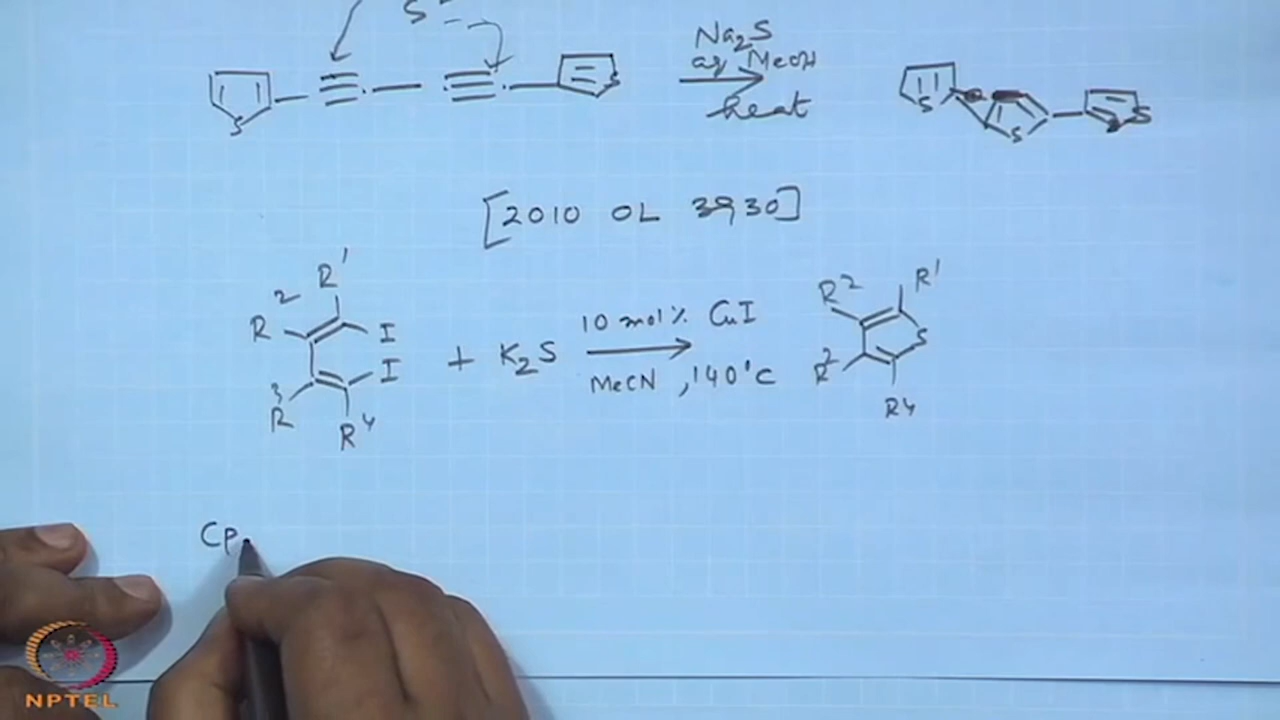 S
Na2S
aq MeOH
heat
S S S S S
[2010 OL 3930]
R1 R2 I I R3 R4 + K2S 10 mol% CuI MeCN, 140°C R2 R1 S R2 R4
Cp
NPTEL